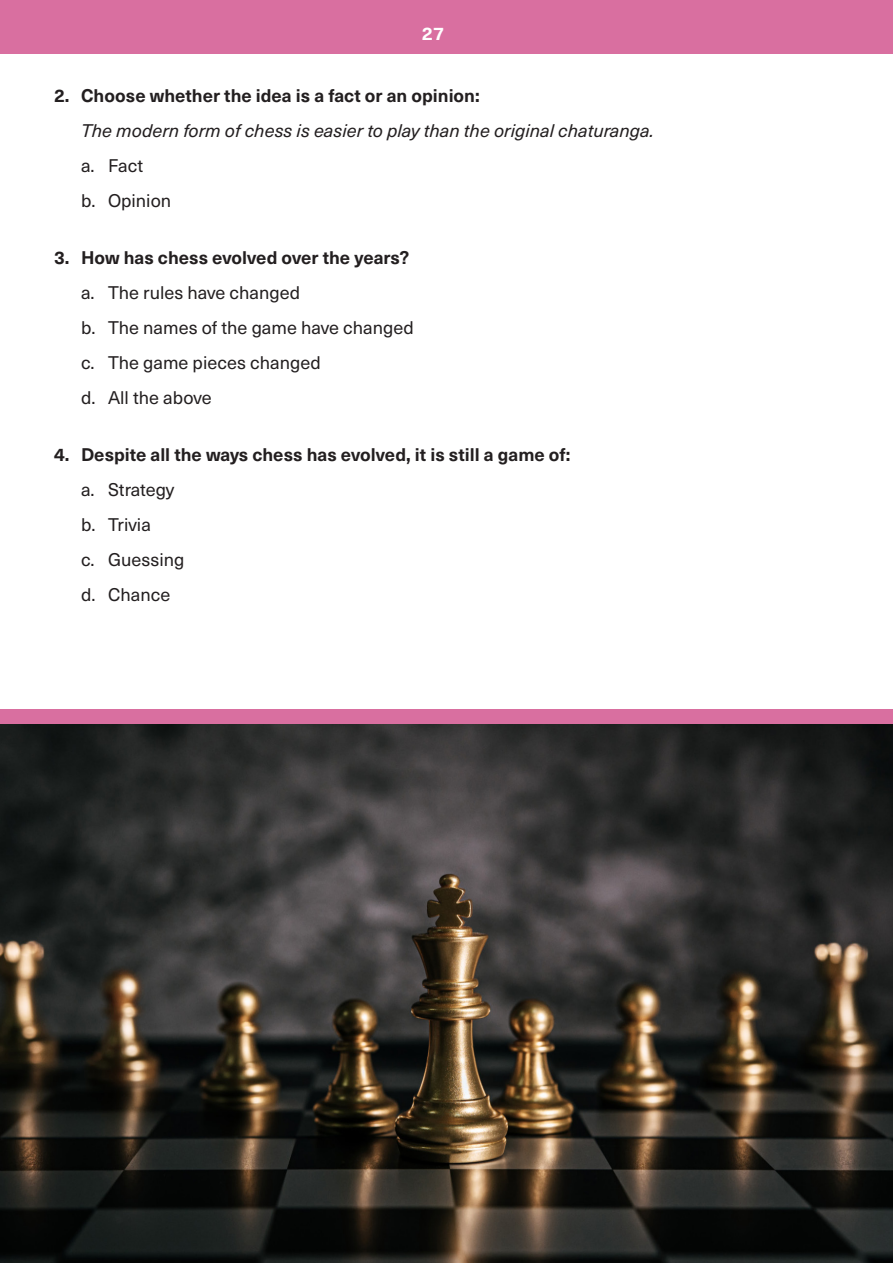 27
2. Choose whether the idea is a fact or an opinion:
The modern form of chess is easier to play than the original chaturanga.
a. Fact
b. Opinion
3. How has chess evolved over the years?
a. The rules have changed
b. The names of the game have changed
c. The game pieces changed
d. All the above
4. Despite all the ways chess has evolved, it is still a game of:
a. Strategy
b. Trivia
c. Guessing
d. Chance